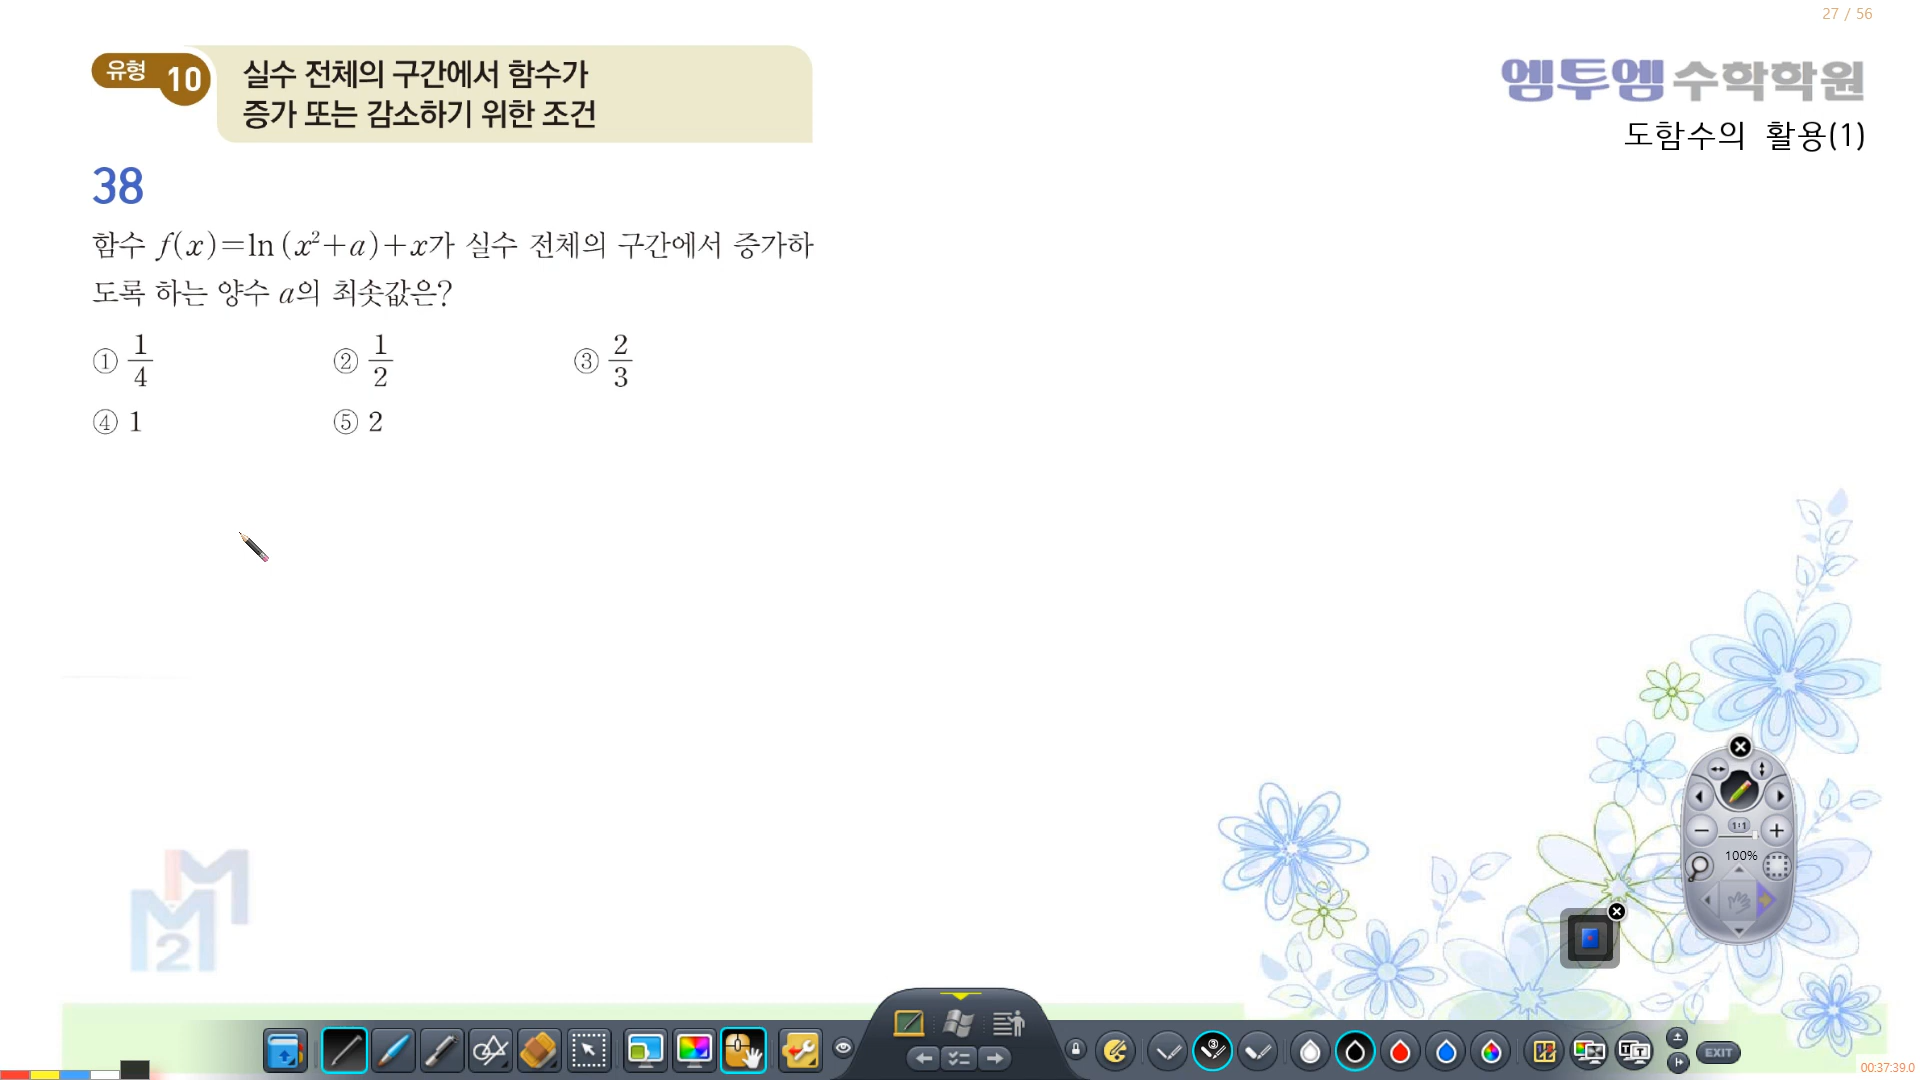 27 / 56
유형 10 실수 전체의 구간에서 함수가
증가 또는 감소하기 위한 조건
엠투엠수학학원
도함수의 활용(1)
38
함수 f(x)=ln(x²+a)+x가 실수 전체의 구간에서 증가하
도록 하는 양수 a의 최솟값은?
① 1/4 ② 1/2 ③ 2/3
④ 1 ⑤ 2
1:1
100%
M2M
EXIT
00:37:39.0